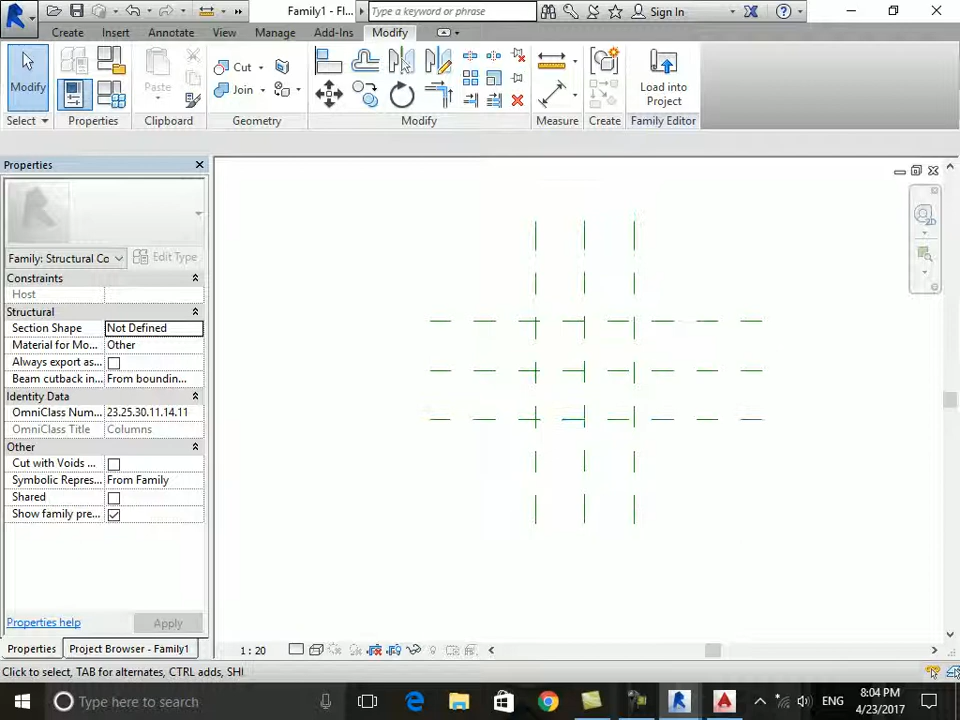 Family1 - Fl...
Type a keyword or phrase
Sign In
Create
Insert
Annotate
View
Manage
Add-Ins
Modify
Modify
Paste
Cut
Join
Load into
Project
Select
Properties
Clipboard
Geometry
Modify
Measure
Create
Family Editor
Properties
Family: Structural Co
Edit Type
Constraints
Host
Structural
Section Shape
Not Defined
Material for Mo...
Other
Always export as...
Beam cutback in...
From boundin...
Identity Data
OmniClass Num...
23.25.30.11.14.11
OmniClass Title
Columns
Other
Cut with Voids ...
Symbolic Repres...
From Family
Shared
Show family pre...
Properties help
Apply
Properties
Project Browser - Family1
1 : 20
2D
Click to select, TAB for alternates, CTRL adds, SHI
Type here to search
ENG
8:04 PM
4/23/2017